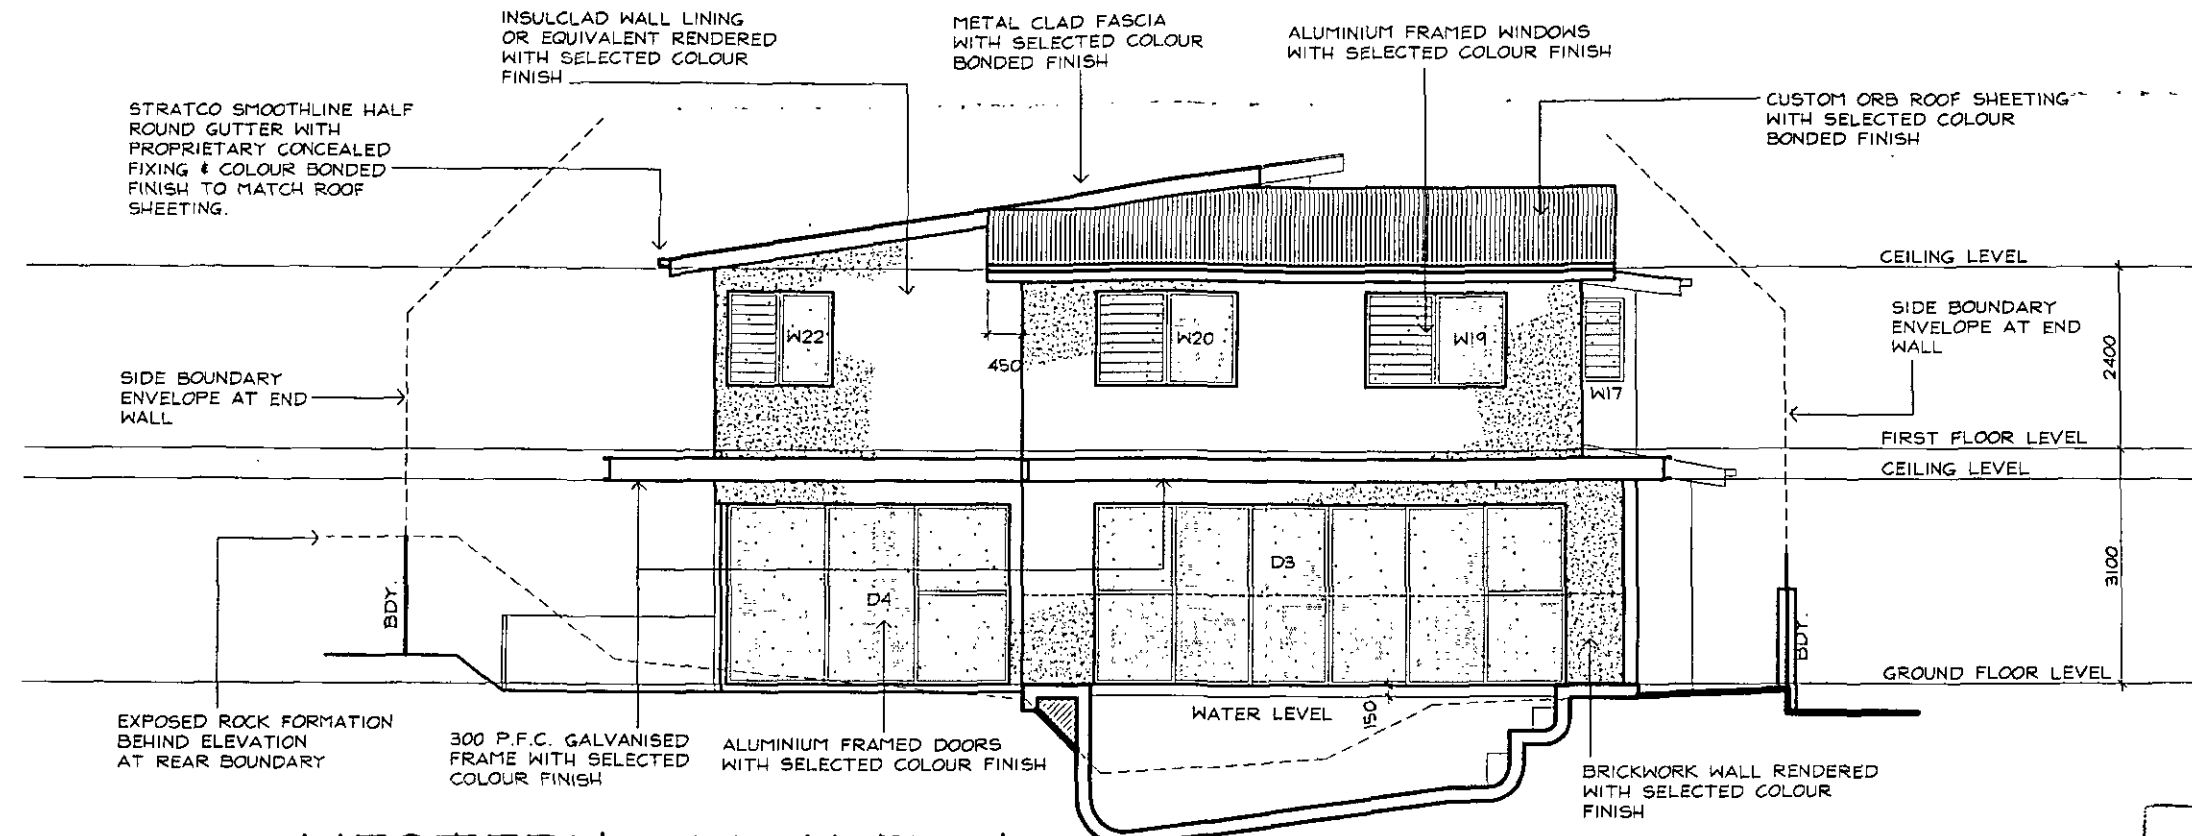 INSULCLAD WALL LINING
OR EQUIVALENT RENDERED
WITH SELECTED COLOUR
FINISH
METAL CLAD FASCIA
WITH SELECTED COLOUR
BONDED FINISH
ALUMINIUM FRAMED WINDOWS
WITH SELECTED COLOUR FINISH
STRATCO SMOOTHLINE HALF
ROUND GUTTER WITH
PROPRIETARY CONCEALED
FIXING & COLOUR BONDED
FINISH TO MATCH ROOF
SHEETING.
CUSTOM ORB ROOF SHEETING
WITH SELECTED COLOUR
BONDED FINISH
CEILING LEVEL
SIDE BOUNDARY
ENVELOPE AT END
WALL
W22
W20
W19
450
W17
2400
SIDE BOUNDARY
ENVELOPE AT END
WALL
FIRST FLOOR LEVEL
CEILING LEVEL
D3
D4
3100
BDY
BDY.
GROUND FLOOR LEVEL
WATER LEVEL
150
EXPOSED ROCK FORMATION
BEHIND ELEVATION
AT REAR BOUNDARY
300 P.F.C. GALVANISED
FRAME WITH SELECTED
COLOUR FINISH
ALUMINIUM FRAMED DOORS
WITH SELECTED COLOUR FINISH
BRICKWORK WALL RENDERED
WITH SELECTED COLOUR
FINISH